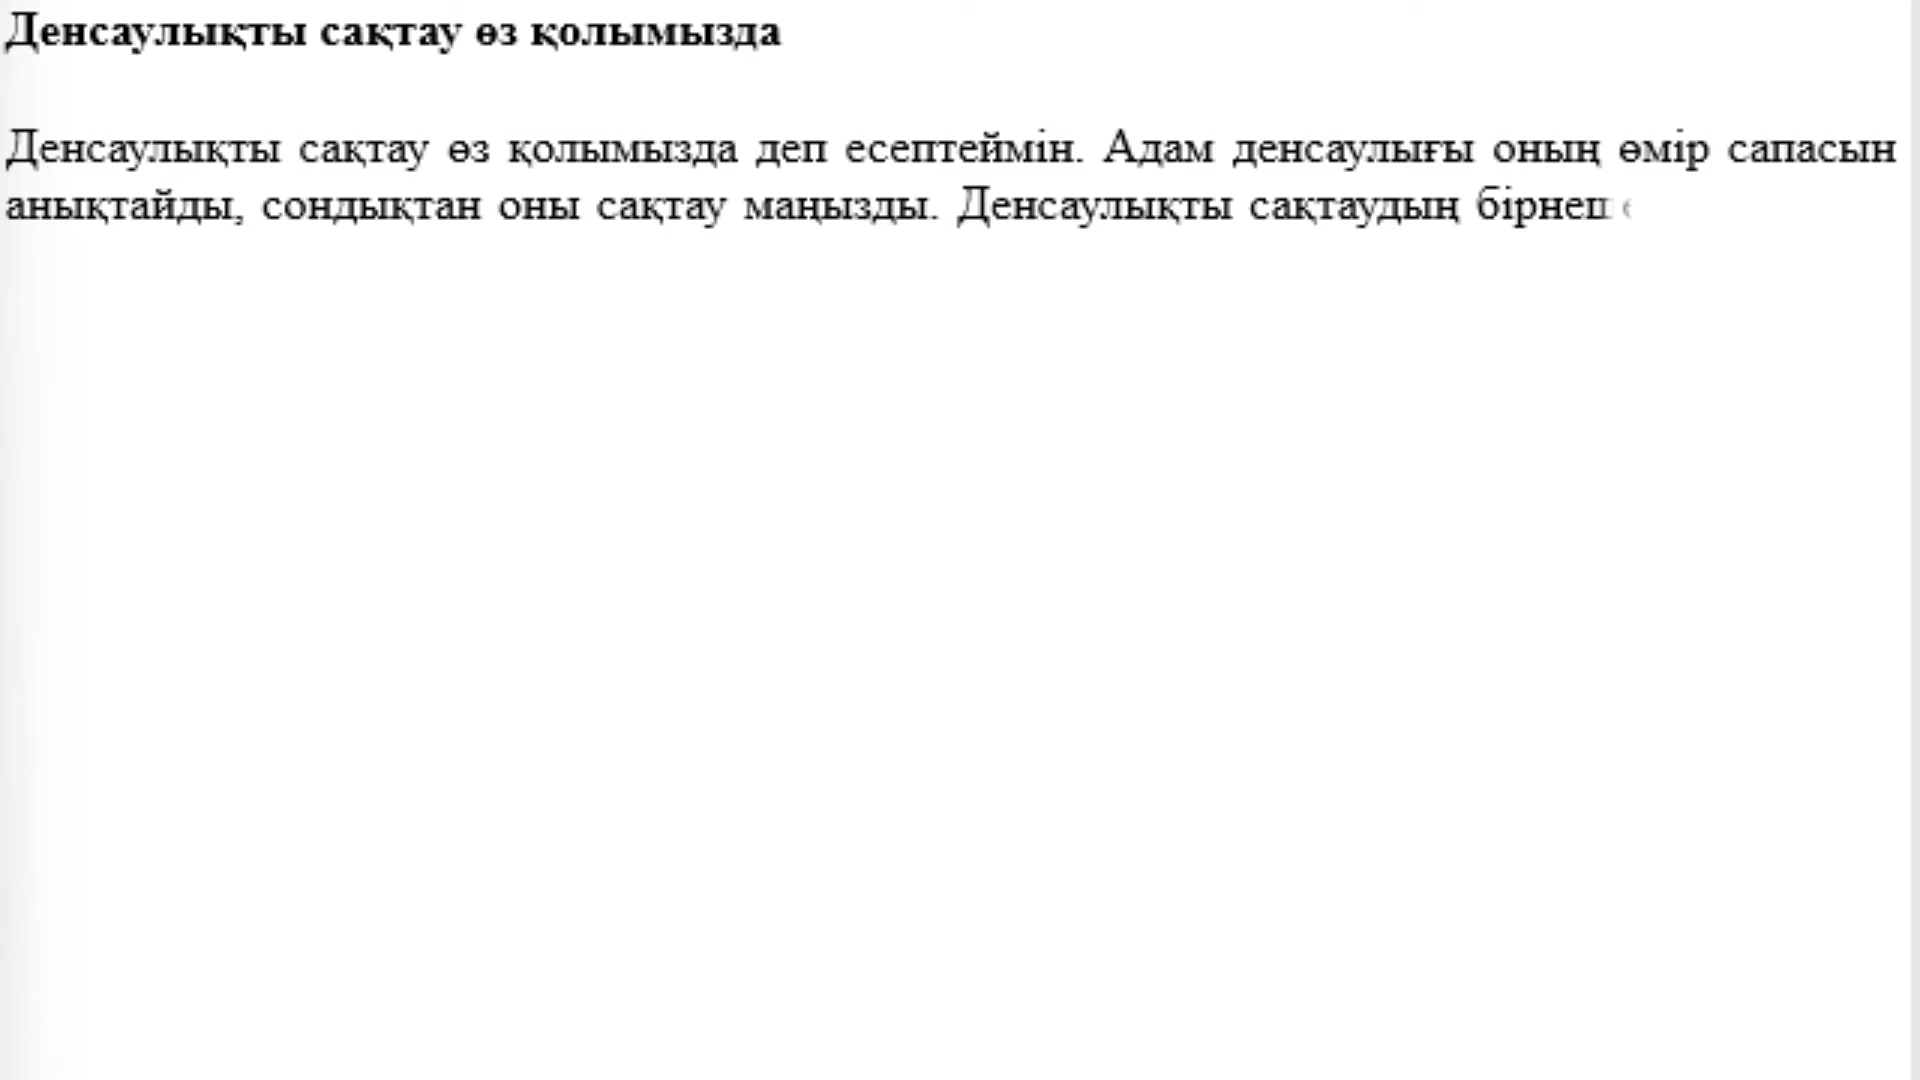 Денсаулықты сақтау өз қолымызда
Денсаулықты сақтау өз қолымызда деп есептеймін. Адам денсаулығы оның өмір сапасын
анықтайды, сондықтан оны сақтау маңызды. Денсаулықты сақтаудың